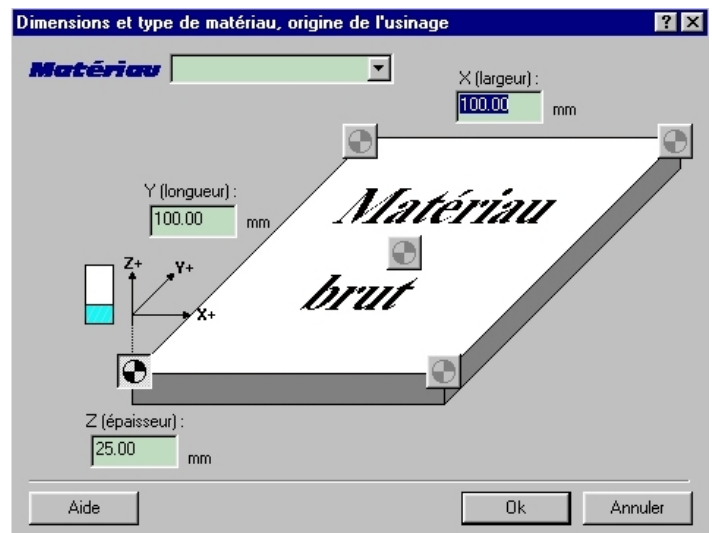 Dimensions et type de matériau, origine de l'usinage
Matériau
X (largeur) :
100.00 mm
Y (longueur) :
100.00 mm
Matériau
brut
Z+
Y+
X+
Z (épaisseur) :
25.00 mm
Aide Ok Annuler